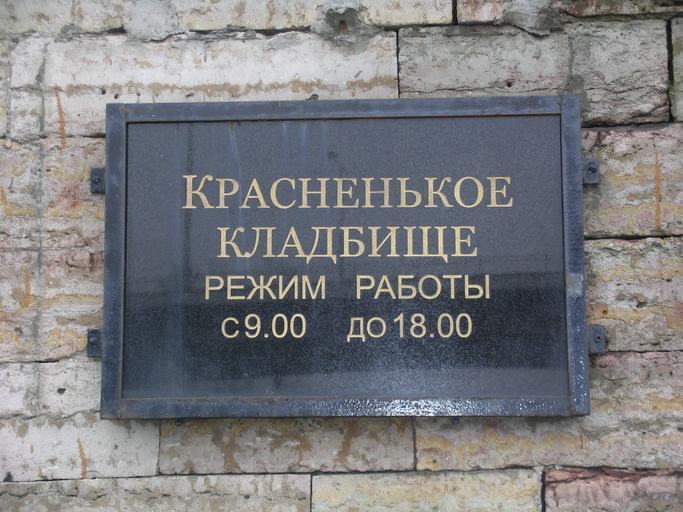 КРАСНЕНЬКОЕ
КЛАДБИЩЕ
РЕЖИМ РАБОТЫ
С 9.00 ДО 18.00